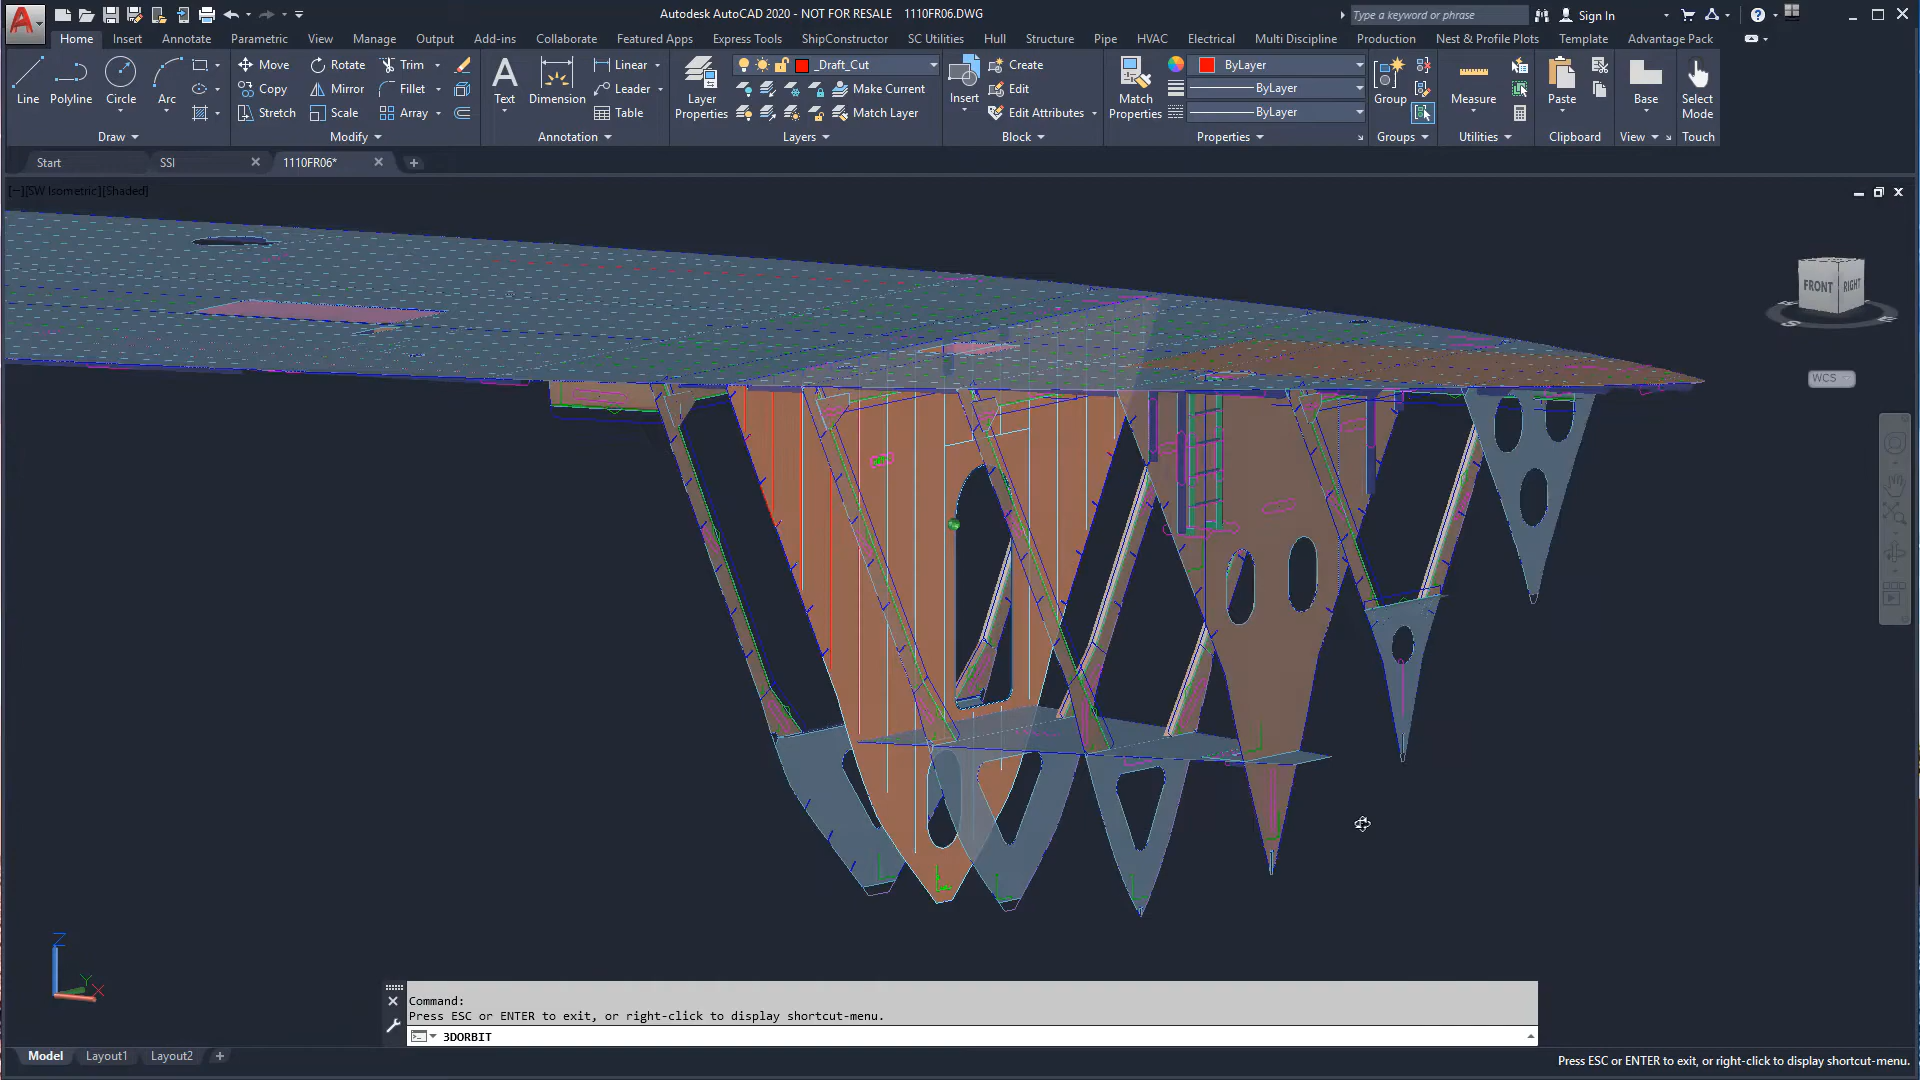 Autodesk AutoCAD 2020 - NOT FOR RESALE 1110FR06.DWG
Type a keyword or phrase
Sign In
Home Insert Annotate Parametric View Manage Output Add-ins Collaborate Featured Apps Express Tools ShipConstructor SC Utilities Hull Structure Pipe HVAC Electrical Multi Discipline Production Nest & Profile Plots Template Advantage Pack
Line Polyline Circle Arc
Move Rotate Trim
Copy Mirror Fillet
Stretch Scale Array
Text Dimension
Linear
Leader
Table
Layer Properties
_Draft_Cut
Make Current
Match Layer
Insert
Create
Edit
Edit Attributes
Match Properties
ByLayer
ByLayer
ByLayer
Group
Measure
Paste
Base
Select Mode
Draw Modify Annotation Layers Block Properties Groups Utilities Clipboard View Touch
Start SSI 1110FR06*
[−][SW Isometric][Shaded]
FRONT RIGHT
S E
WCS
Z
Y
X
Command:
Press ESC or ENTER to exit, or right-click to display shortcut-menu.
3DORBIT
Model Layout1 Layout2
Press ESC or ENTER to exit, or right-click to display shortcut-menu.